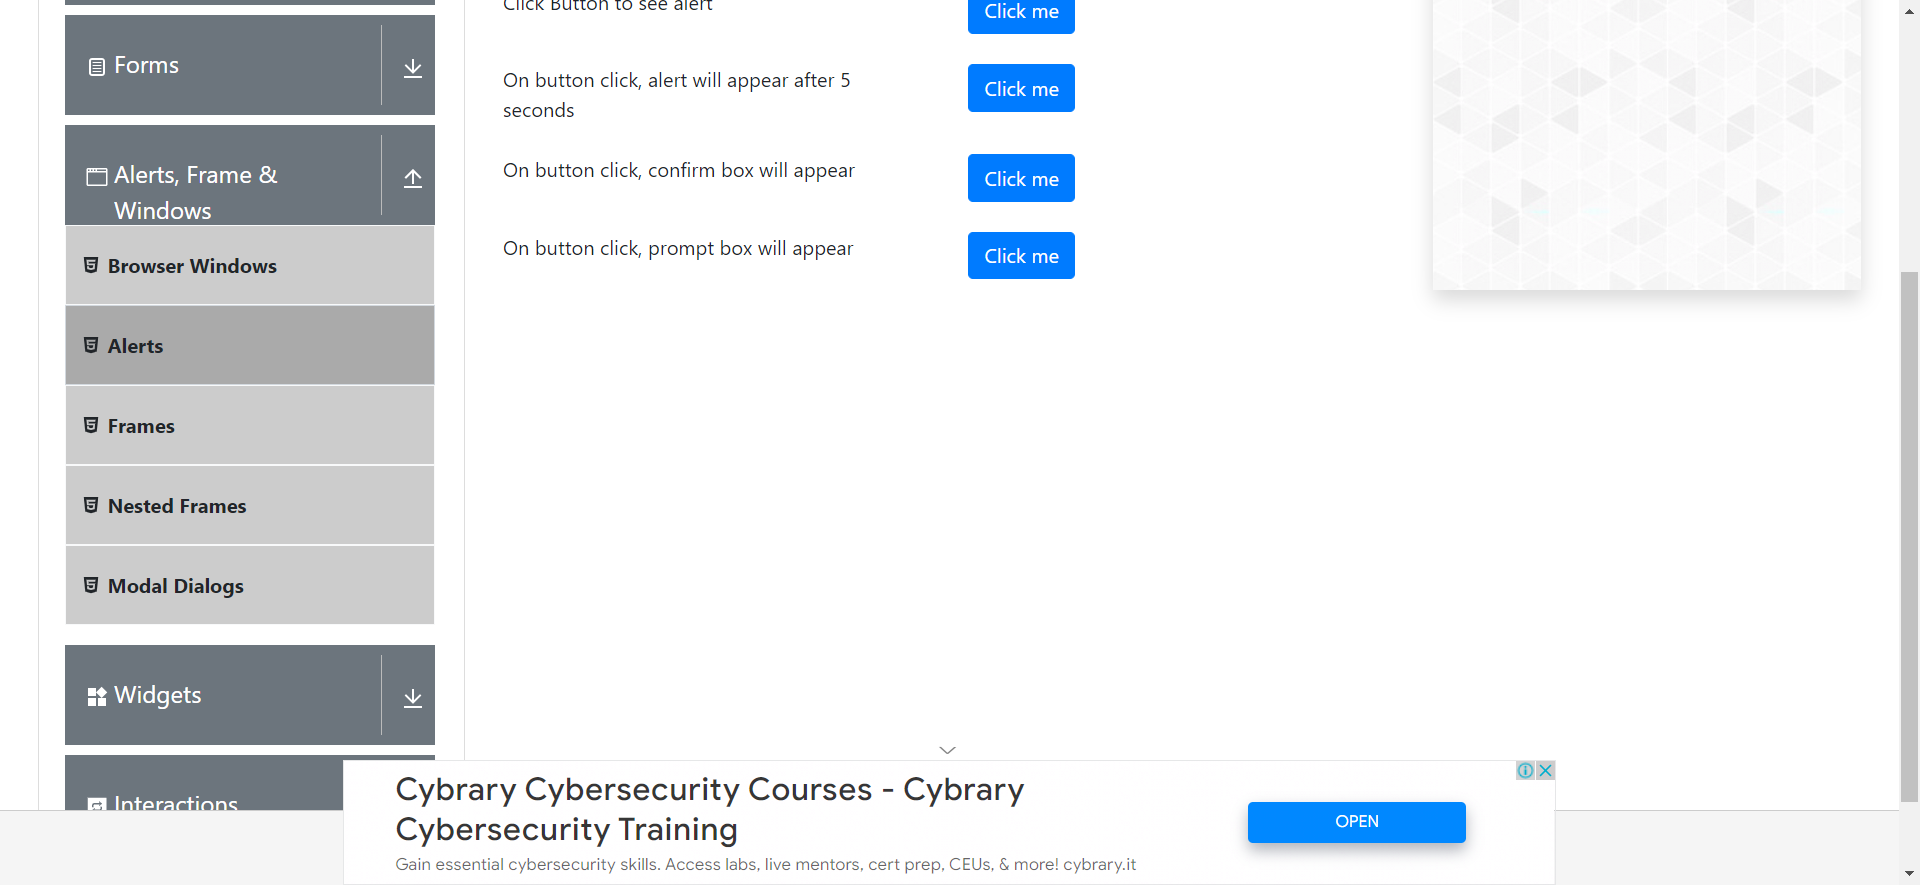 Click Button to see alert
Click me
Forms
On button click, alert will appear after 5
seconds
Click me
Alerts, Frame &
Windows
On button click, confirm box will appear
Click me
On button click, prompt box will appear
Click me
Browser Windows
Alerts
Frames
Nested Frames
Modal Dialogs
Widgets
Interactions
Cybrary Cybersecurity Courses - Cybrary
Cybersecurity Training
Gain essential cybersecurity skills. Access labs, live mentors, cert prep, CEUs, & more! cybrary.it
OPEN